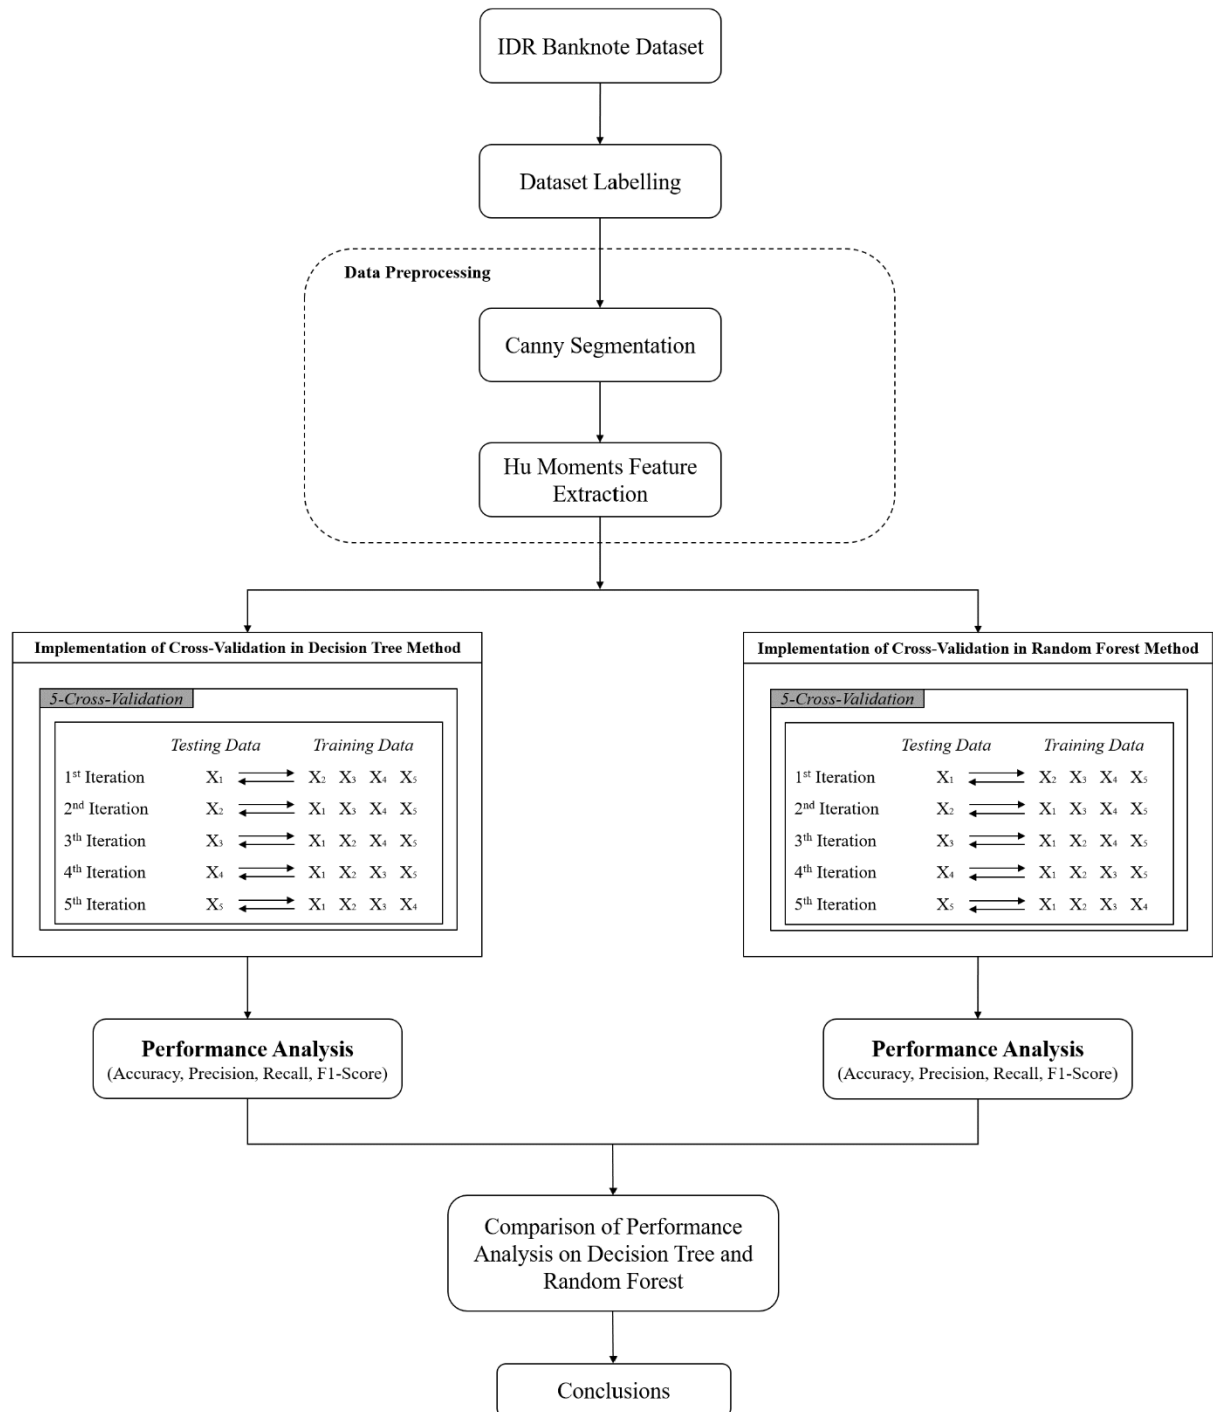 IDR Banknote Dataset
Dataset Labelling
Data Preprocessing
Canny Segmentation
Hu Moments Feature
Extraction
Implementation of Cross-Validation in Decision Tree Method
5-Cross-Validation
Testing Data Training Data
1st Iteration X1 X2 X3 X4 X5
2nd Iteration X2 X1 X3 X4 X5
3th Iteration X3 X1 X2 X4 X5
4th Iteration X4 X1 X2 X3 X5
5th Iteration X5 X1 X2 X3 X4
Performance Analysis
(Accuracy, Precision, Recall, F1-Score)
Implementation of Cross-Validation in Random Forest Method
5-Cross-Validation
Testing Data Training Data
1st Iteration X1 X2 X3 X4 X5
2nd Iteration X2 X1 X3 X4 X5
3th Iteration X3 X1 X2 X4 X5
4th Iteration X4 X1 X2 X3 X5
5th Iteration X5 X1 X2 X3 X4
Performance Analysis
(Accuracy, Precision, Recall, F1-Score)
Comparison of Performance
Analysis on Decision Tree and
Random Forest
Conclusions